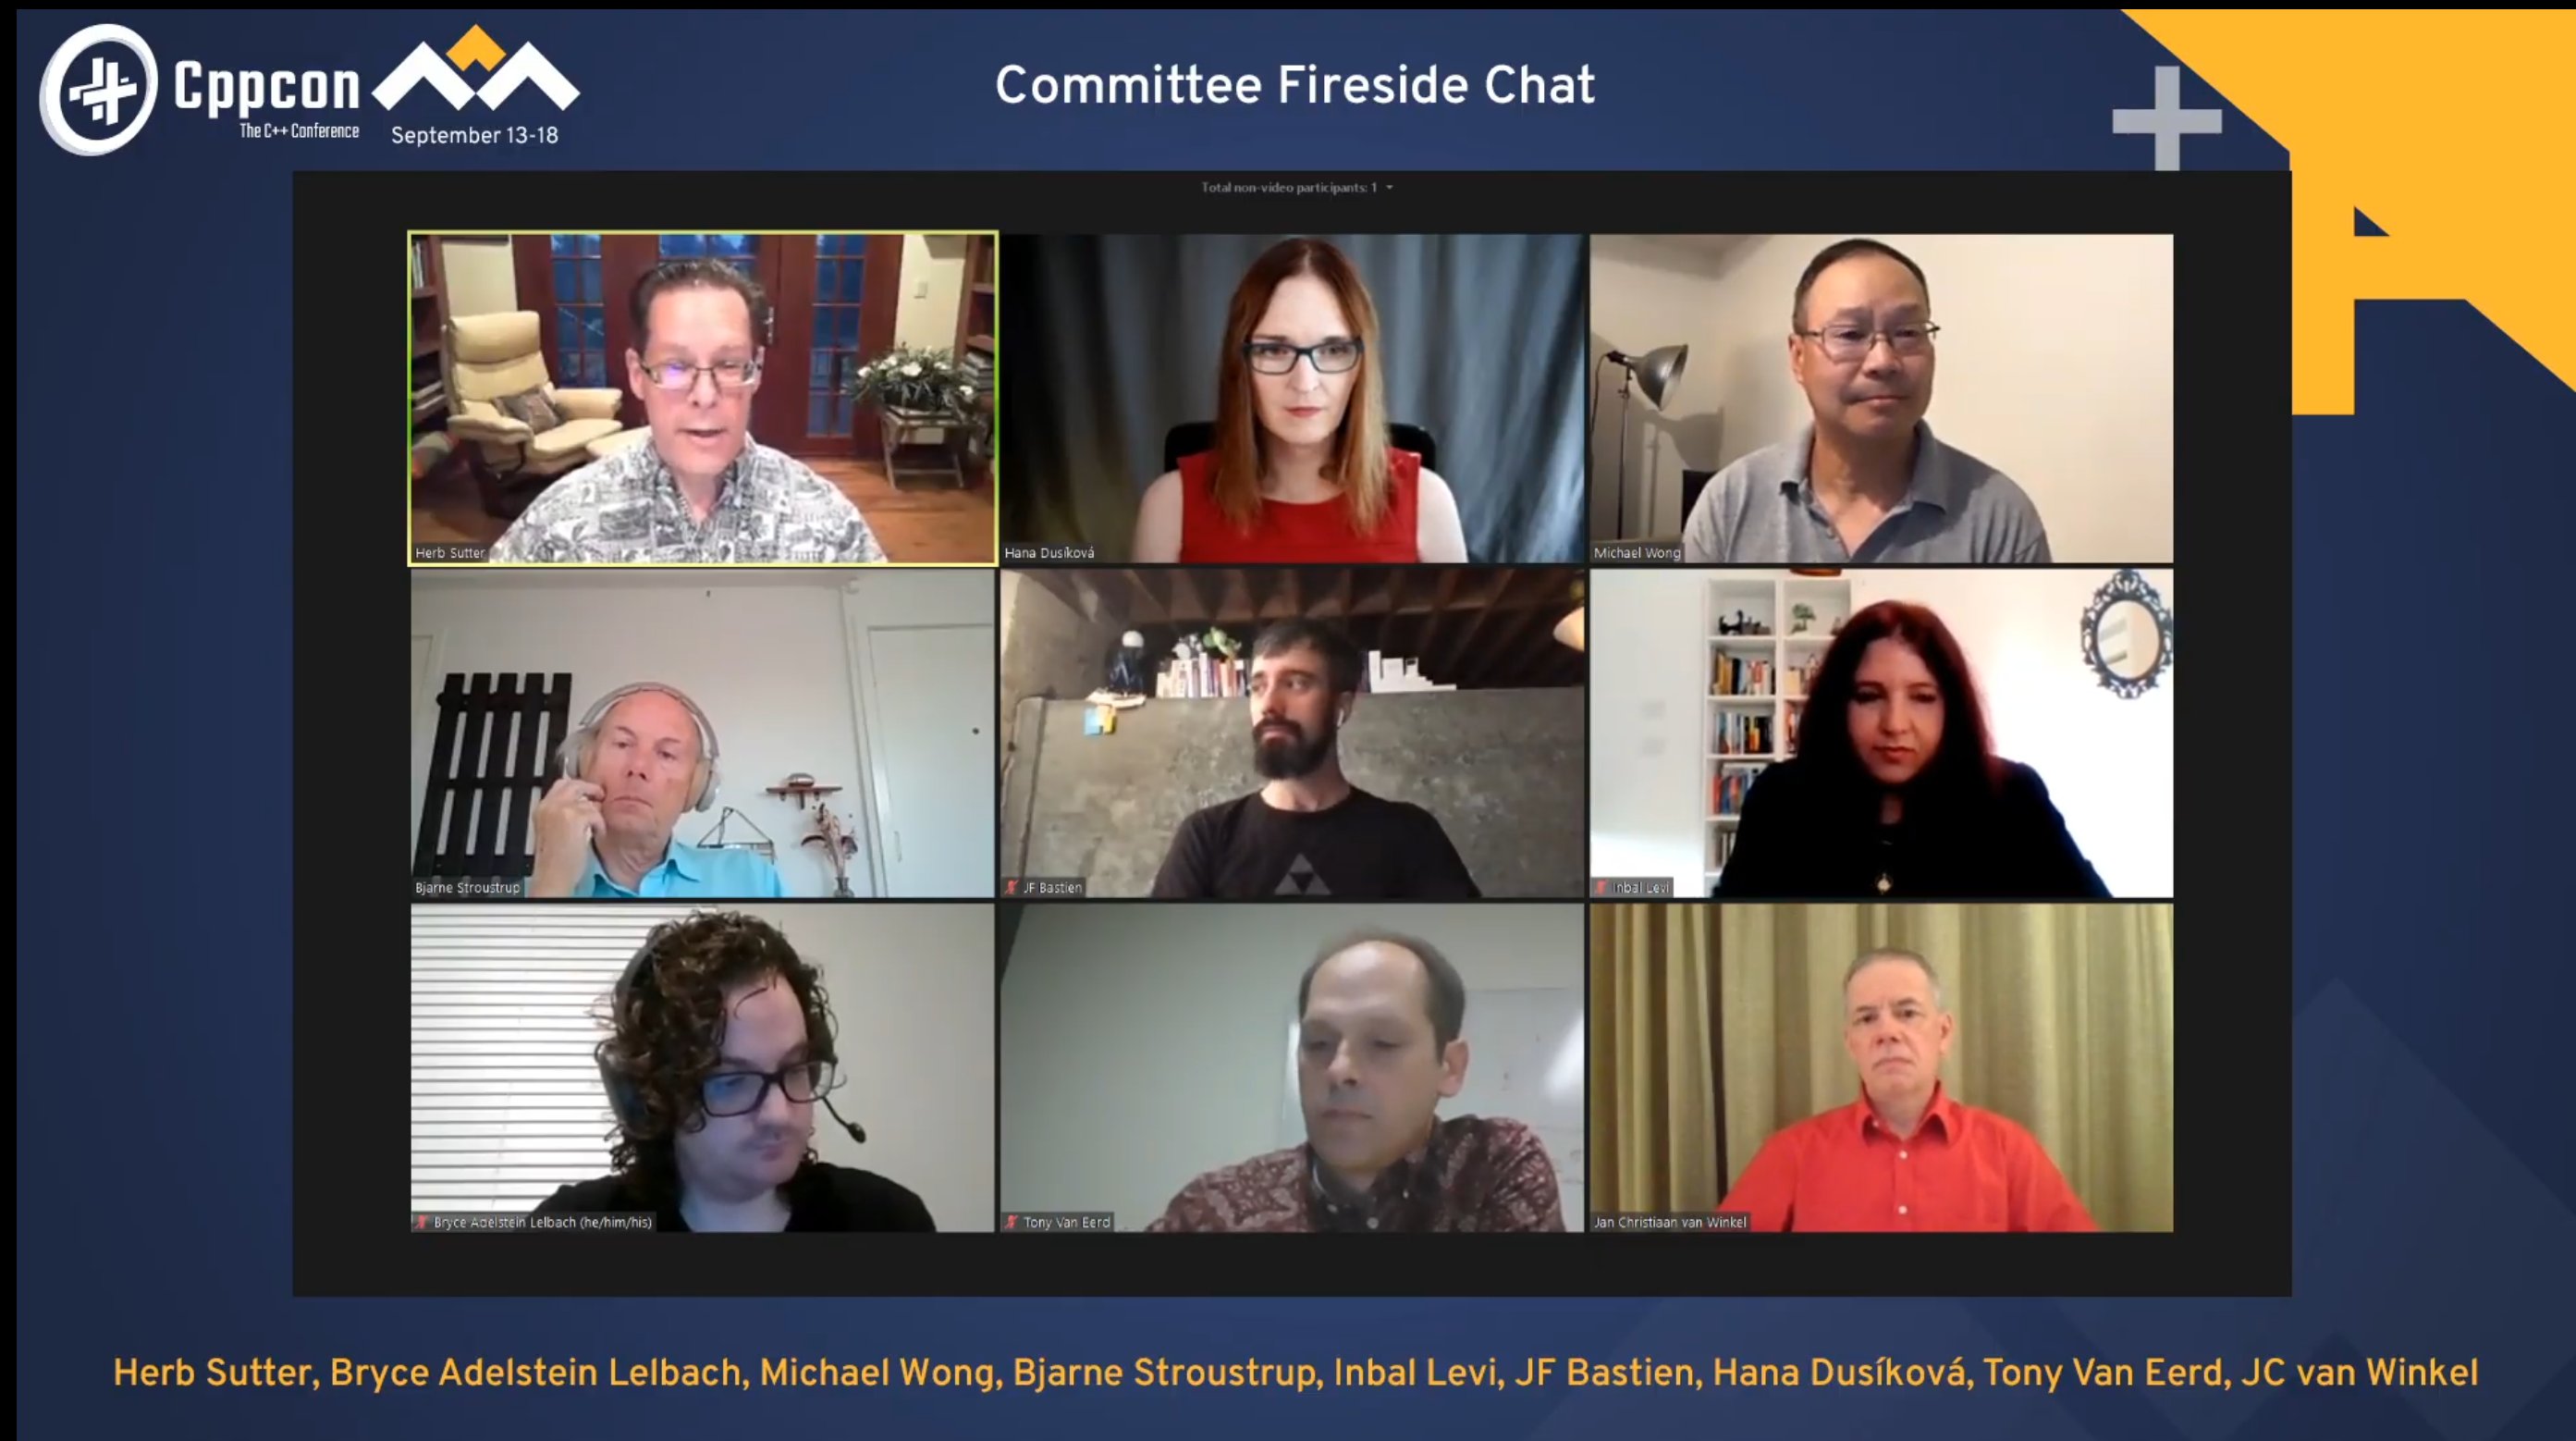 Cppcon
The C++ Conference
September 13-18
Committee Fireside Chat
Total non-video participants: 1
Herb Sutter
Hana Dusíková
Michael Wong
Bjarne Stroustrup
JF Bastien
Inbal Levi
Bryce Adelstein Lelbach (he/him/his)
Tony Van Eerd
Jan Christiaan van Winkel
Herb Sutter, Bryce Adelstein Lelbach, Michael Wong, Bjarne Stroustrup, Inbal Levi, JF Bastien, Hana Dusíková, Tony Van Eerd, JC van Winkel